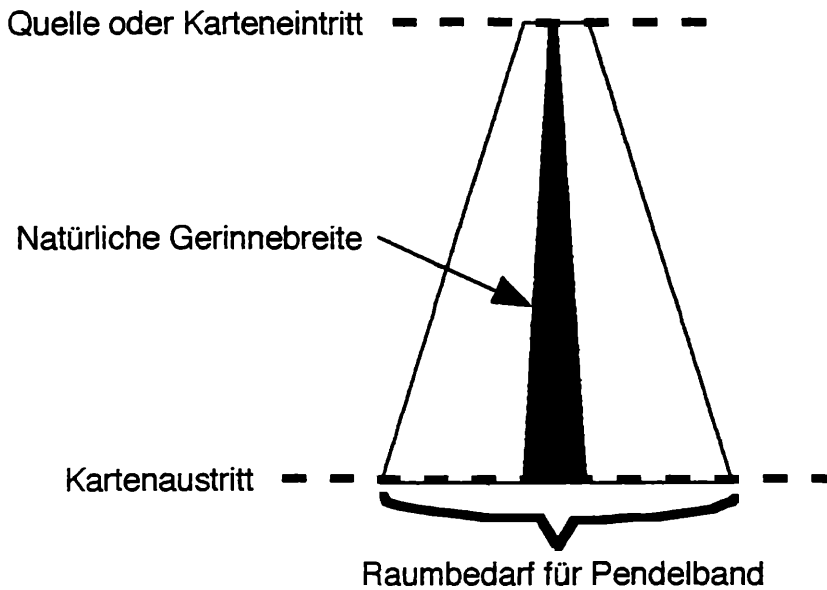 Quelle oder Karteneintritt
Natürliche Gerinnebreite
Kartenaustritt
Raumbedarf für Pendelband